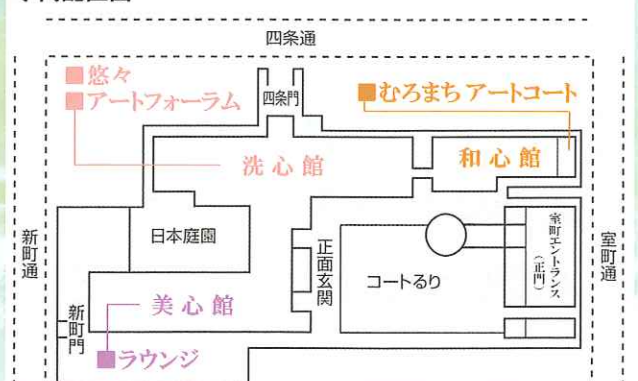 四条通
悠々
アートフォーラム
四条門
むろまち アートコート
洗心館
和心館
新町通
日本庭園
正面玄関
コートるり
室町エントランス
（正門）
室町通
美心館
新町門
ラウンジ